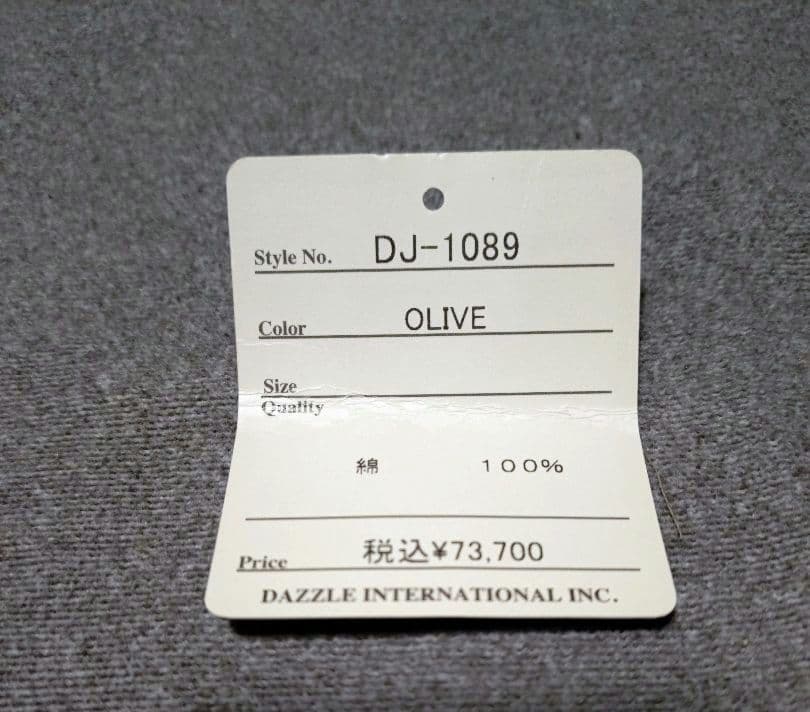 Style No. DJ-1089
Color OLIVE
Size
Quality
綿 １００％
Price 税込¥73,700
DAZZLE INTERNATIONAL INC.